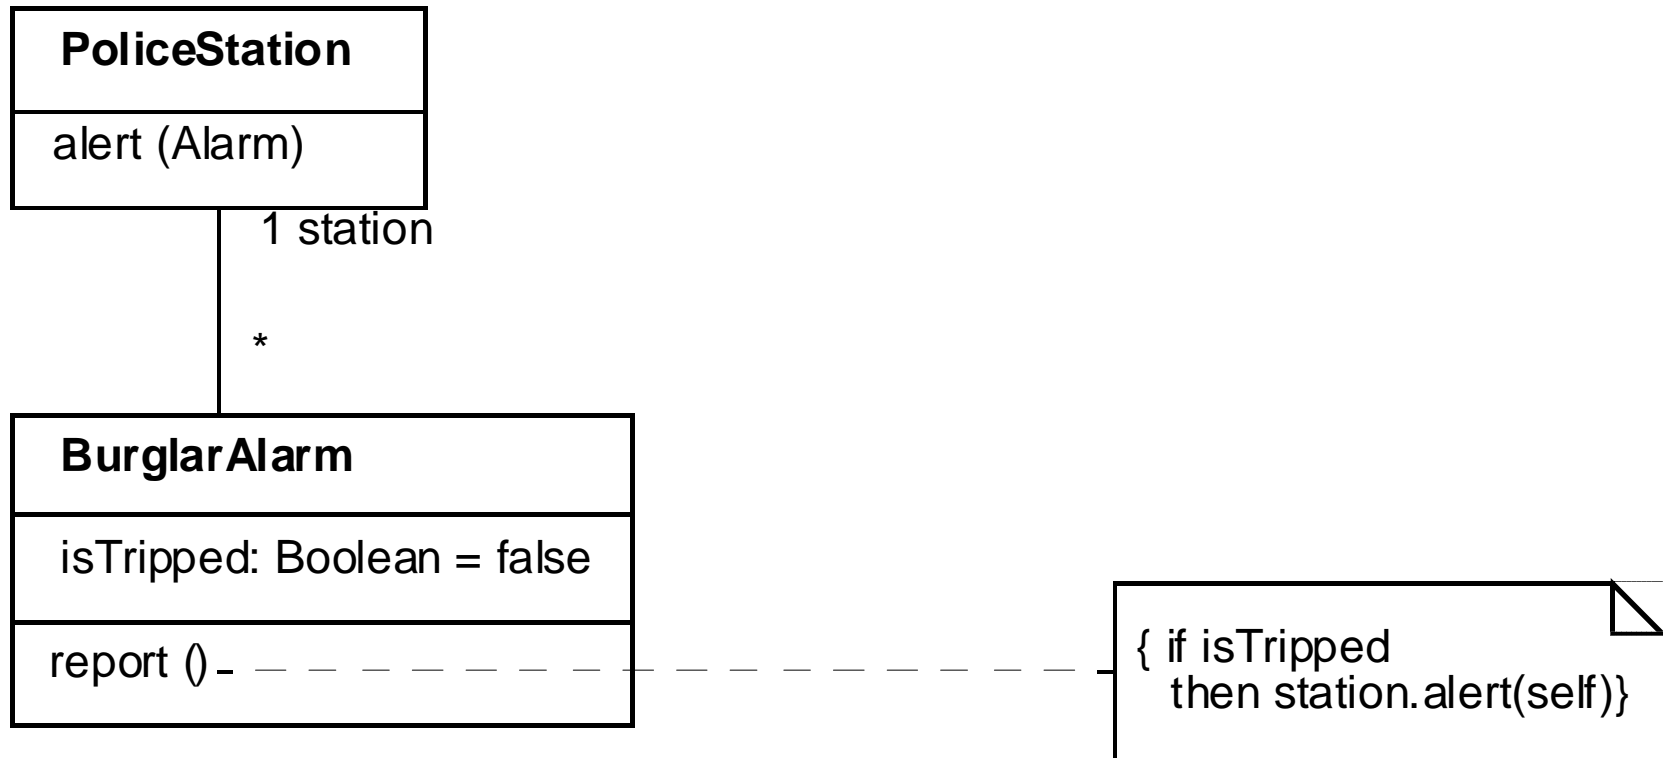 PoliceStation
alert (Alarm)
1 station
*
BurglarAlarm
isTripped: Boolean = false
report ()
{ if isTripped
then station.alert(self)}